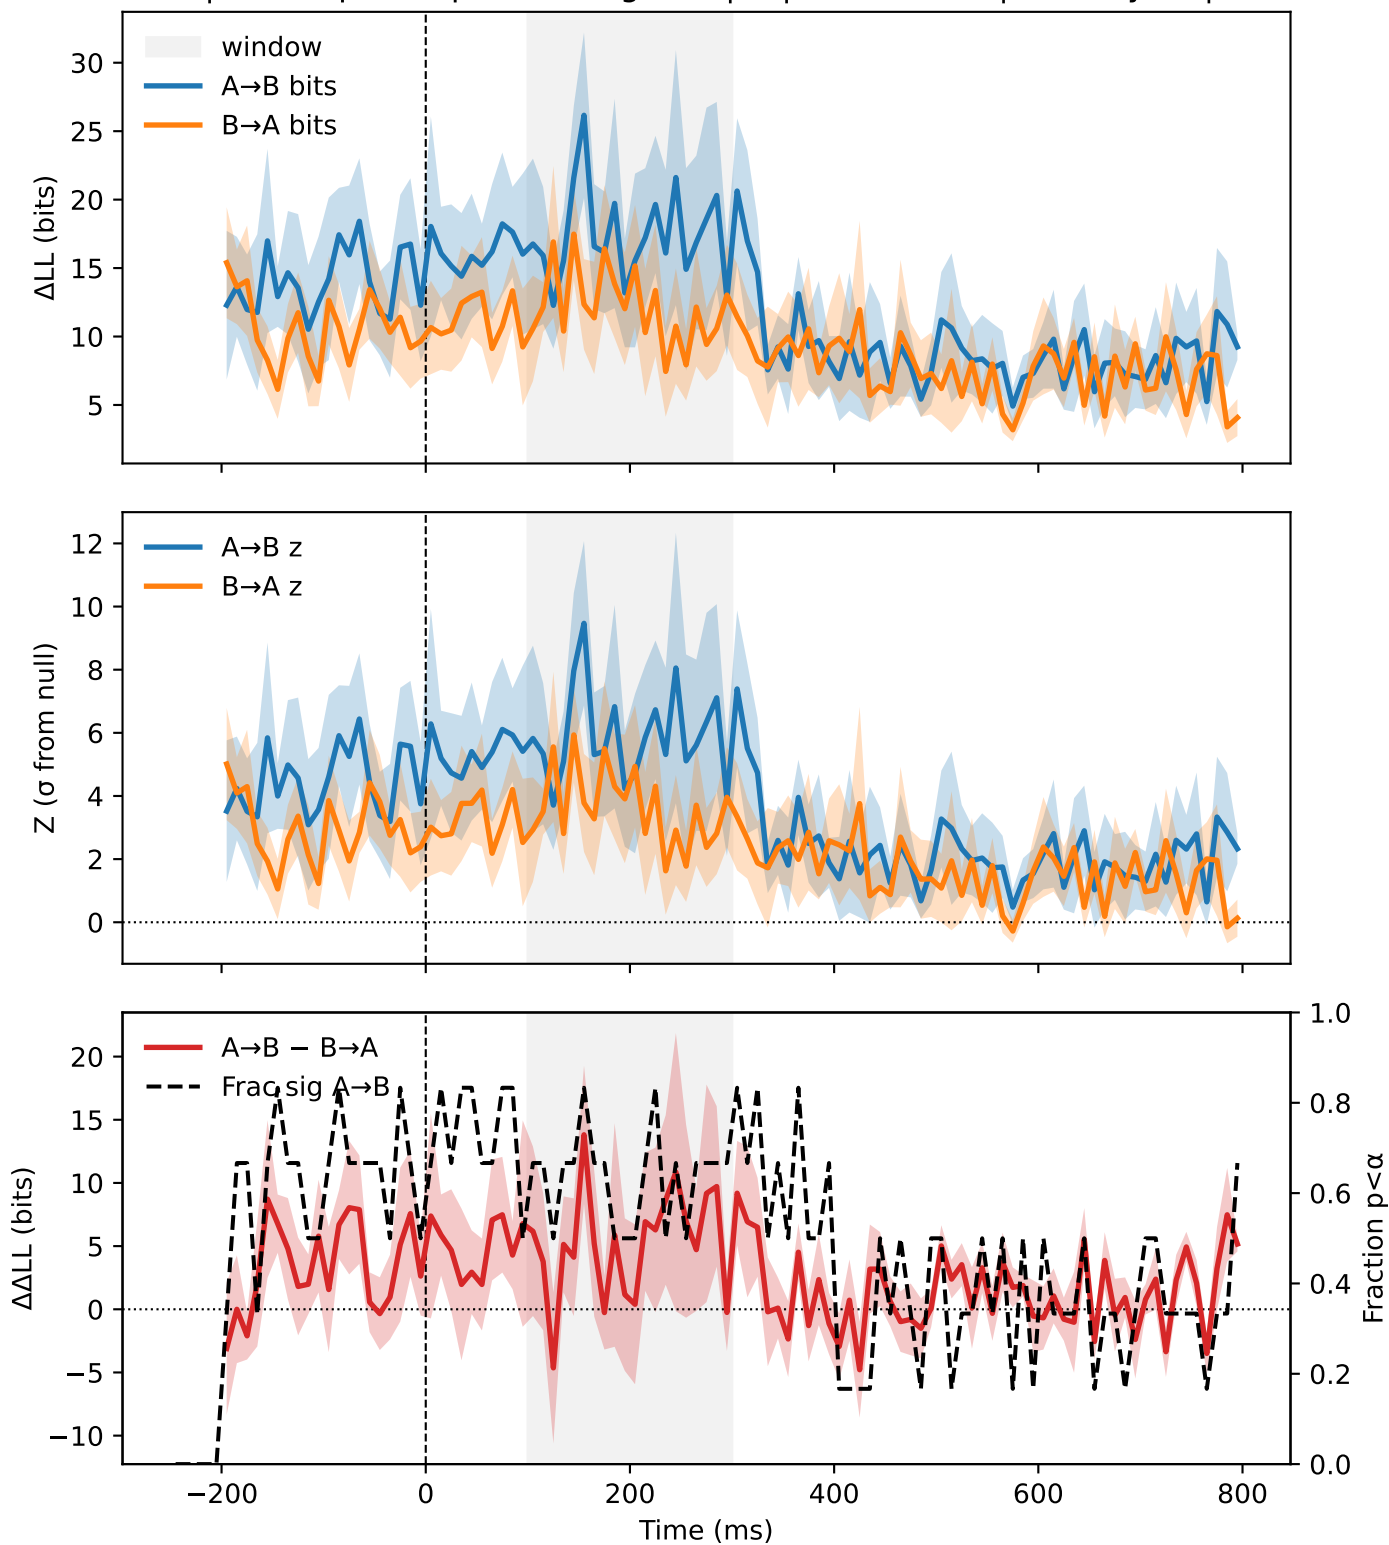 window
A→B bits
B→A bits
30
25
20
15
10
5
ΔLL (bits)
A→B z
B→A z
12
10
8
6
4
2
0
Z (σ from null)
A→B − B→A
Frac sig A→B
20
15
10
5
0
−5
−10
ΔΔLL (bits)
1.0
0.8
0.6
0.4
0.2
0.0
Fraction p<α
−200
0
200
400
600
800
Time (ms)